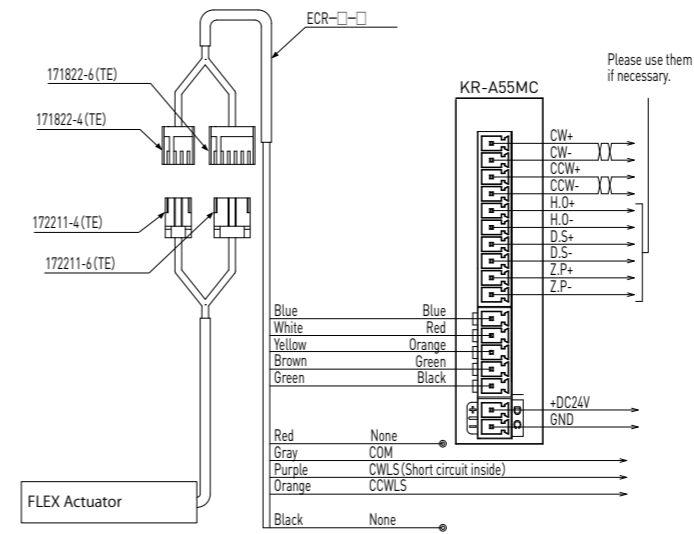 ECR-□-□
171822-6(TE)
171822-4(TE)
172211-4(TE)
172211-6(TE)
Please use them
if necessary.
KR-A55MC
CW+
CW-
CCW+
CCW-
H.O+
H.O-
D.S+
D.S-
Z.P+
Z.P-
Blue Blue
White Red
Yellow Orange
Brown Green
Green Black
+DC24V
GND
Red None
Gray COM
Purple CWLS(Short circuit inside)
Orange CCWLS
Black None
FLEX Actuator